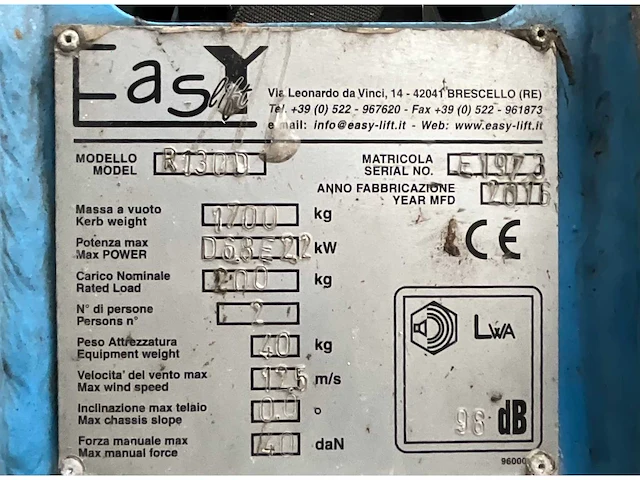 Easy lift
Via Leonardo da Vinci, 14 - 42041 BRESCELLO (RE)
Tel. +39 (0) 522 - 967620 - Fax +39 (0) 522 - 961873
e-mail: info@easy-lift.it - Web: www.easy-lift.it
MODELLO
MODEL R130D
MATRICOLA
SERIAL NO. E1973
ANNO FABBRICAZIONE
YEAR MFD 2016
Massa a vuoto
Kerb weight 1700 kg
Potenza max
Max POWER kW
CE
Carico Nominale
Rated Load 200 kg
N° di persone
Persons n° 2
Peso Attrezzatura
Equipment weight 40 kg
Velocita' del vento max
Max wind speed 12.5 m/s
Inclinazione max telaio
Max chassis slope 0.0 °
Forza manuale max
Max manual force 40 daN
LWA
96 dB
96000